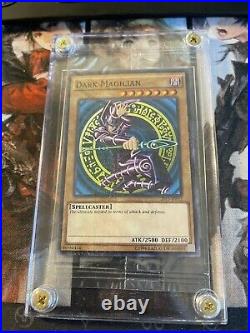 DARK MAGICIAN
[SPELLCASTER]
The ultimate wizard in terms of attack and defense.
ATK/2500 DEF/2100